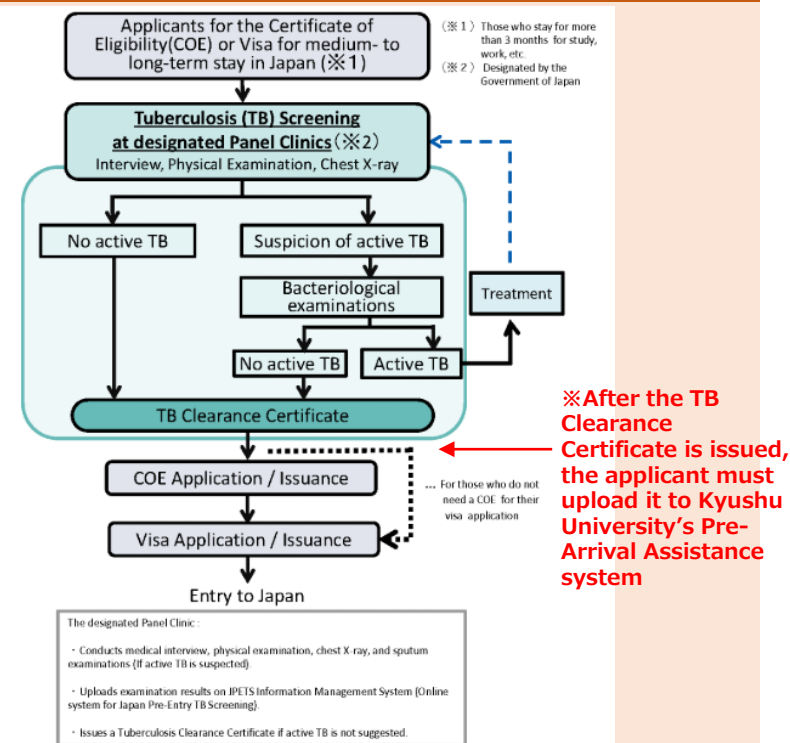 Applicants for the Certificate of
Eligibility(COE) or Visa for medium- to
long-term stay in Japan (※1)
(※1) Those who stay for more
than 3 months for study,
work, etc.
(※2) Designated by the
Government of Japan
Tuberculosis (TB) Screening
at designated Panel Clinics(※2)
Interview, Physical Examination, Chest X-ray
No active TB
Suspicion of active TB
Bacteriological
examinations
Treatment
No active TB
Active TB
TB Clearance Certificate
※After the TB
Clearance
Certificate is issued,
the applicant must
upload it to Kyushu
University's Pre-
Arrival Assistance
system
COE Application / Issuance
... For those who do not
need a COE for their
visa application
Visa Application / Issuance
Entry to Japan
The designated Panel Clinic :
・Conducts medical interview, physical examination, chest X-ray, and sputum
examinations (If active TB is suspected).
・Uploads examination results on JPETS Information Management System (Online
system for Japan Pre-Entry TB Screening).
・Issues a Tuberculosis Clearance Certificate if active TB is not suggested.